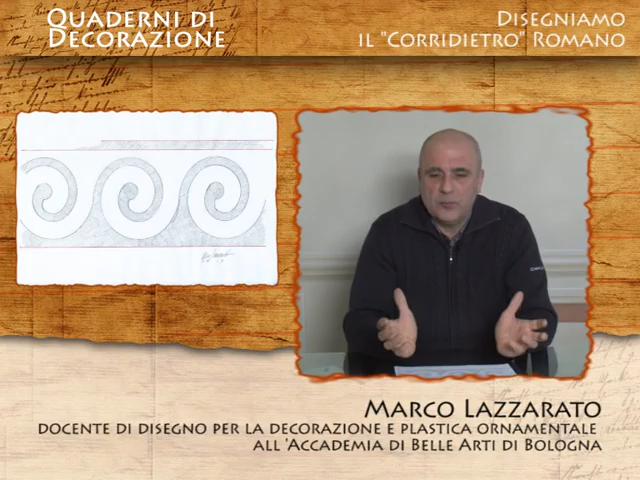 QUADERNI DI
DECORAZIONE
DISEGNIAMO
IL "CORRIDIETRO" ROMANO
MARCO LAZZARATO
DOCENTE DI DISEGNO PER LA DECORAZIONE E PLASTICA ORNAMENTALE
ALL 'ACCADEMIA DI BELLE ARTI DI BOLOGNA